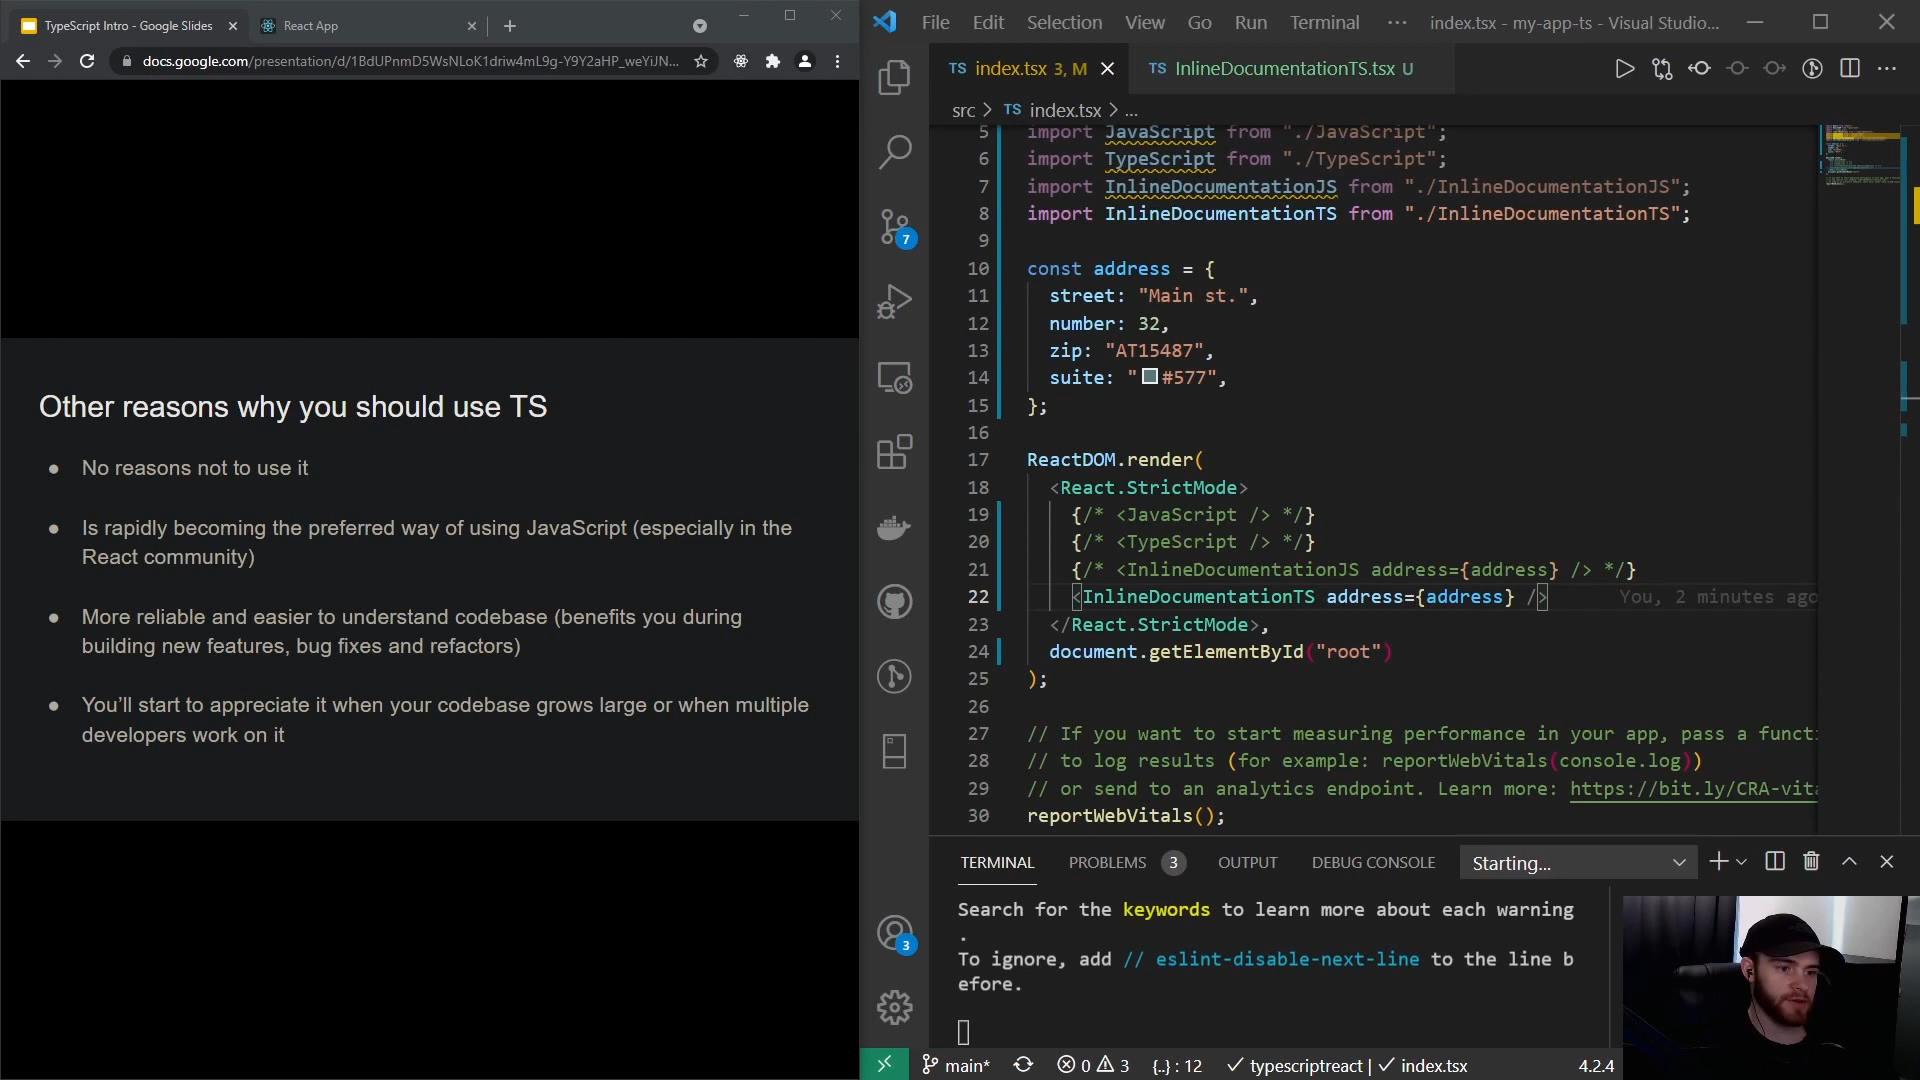 TypeScript Intro - Google Slides
React App
docs.google.com/presentation/d/1BdUPnmD5WsNLoK1driw4mL9g-Y9Y2aHP_weYiJN...
Other reasons why you should use TS
● No reasons not to use it
● Is rapidly becoming the preferred way of using JavaScript (especially in the
React community)
● More reliable and easier to understand codebase (benefits you during
building new features, bug fixes and refactors)
● You’ll start to appreciate it when your codebase grows large or when multiple
developers work on it
File Edit Selection View Go Run Terminal ··· index.tsx - my-app-ts - Visual Studio...
TS index.tsx 3, M
TS InlineDocumentationTS.tsx U
src > TS index.tsx > ...
5 import JavaScript from "./JavaScript";
6 import TypeScript from "./TypeScript";
7 import InlineDocumentationJS from "./InlineDocumentationJS";
8 import InlineDocumentationTS from "./InlineDocumentationTS";
9
10 const address = {
11 street: "Main st.",
12 number: 32,
13 zip: "AT15487",
14 suite: "#577",
15 };
16
17 ReactDOM.render(
18 <React.StrictMode>
19 {/* <JavaScript /> */}
20 {/* <TypeScript /> */}
21 {/* <InlineDocumentationJS address={address} /> */}
22 <InlineDocumentationTS address={address} /> You, 2 minutes ago
23 </React.StrictMode>,
24 document.getElementById("root")
25 );
26
27 // If you want to start measuring performance in your app, pass a functi
28 // to log results (for example: reportWebVitals(console.log))
29 // or send to an analytics endpoint. Learn more: https://bit.ly/CRA-vita
30 reportWebVitals();
7
3
TERMINAL PROBLEMS 3 OUTPUT DEBUG CONSOLE Starting...
Search for the keywords to learn more about each warning
.
To ignore, add // eslint-disable-next-line to the line b
efore.
main* 0 3 {..} : 12 typescriptreact | index.tsx 4.2.4